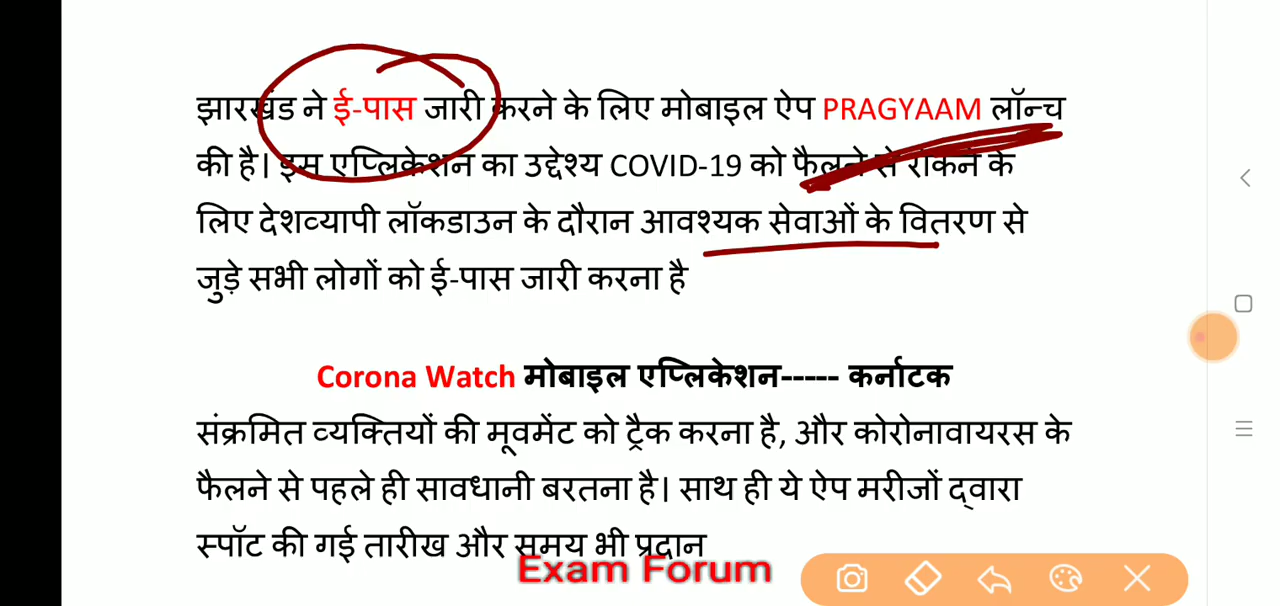 झारखंड ने ई-पास जारी करने के लिए मोबाइल ऐप PRAGYAAM लॉन्च
की है। इस एप्लिकेशन का उद्देश्य COVID-19 को फैलने से रोकने के
लिए देशव्यापी लॉकडाउन के दौरान आवश्यक सेवाओं के वितरण से
जुड़े सभी लोगों को ई-पास जारी करना है
Corona Watch मोबाइल एप्लिकेशन----- कर्नाटक
संक्रमित व्यक्तियों की मूवमेंट को ट्रैक करना है, और कोरोनावायरस के
फैलने से पहले ही सावधानी बरतना है। साथ ही ये ऐप मरीजों द्वारा
स्पॉट की गई तारीख और समय भी प्रदान
Exam Forum